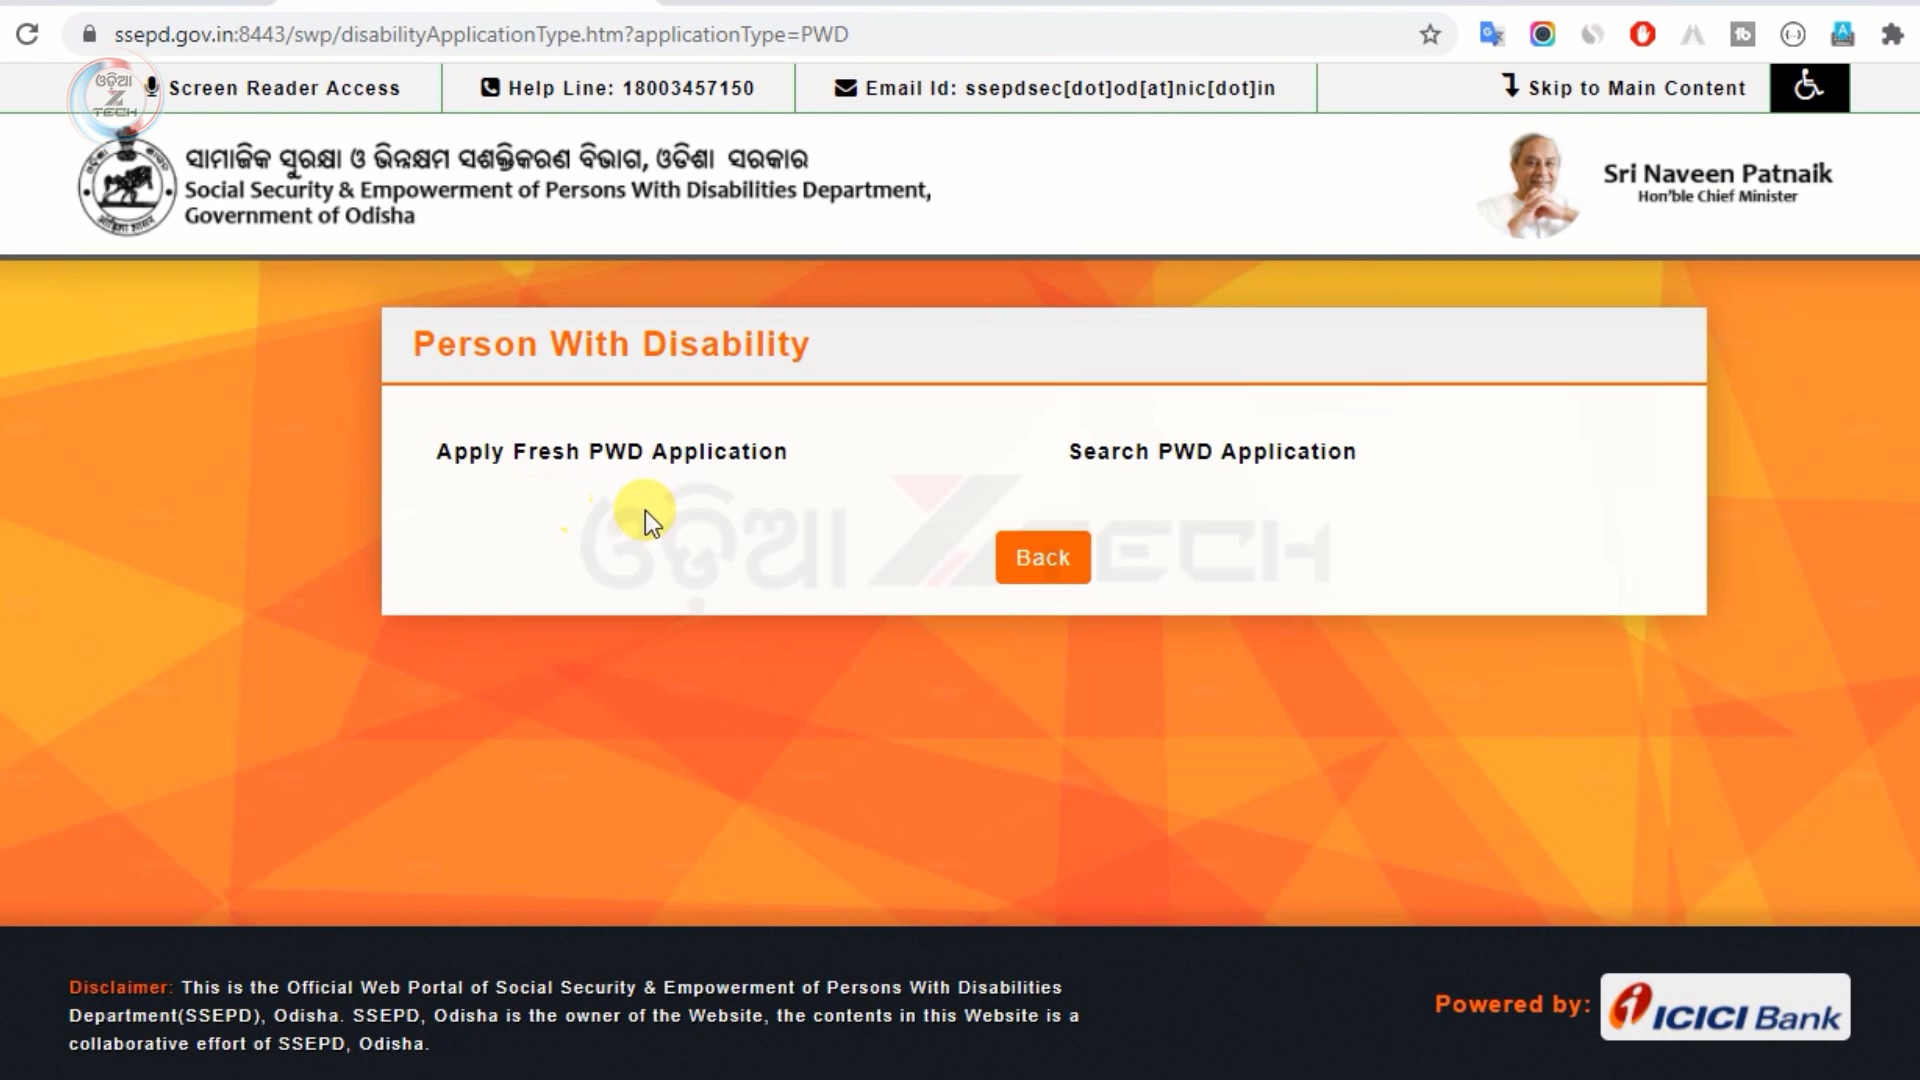 ssepd.gov.in:8443/swp/disabilityApplicationType.htm?applicationType=PWD
ଓଡ଼ିଆ
Z
TECH
Screen Reader Access
Help Line: 18003457150
Email Id: ssepdsec[dot]od[at]nic[dot]in
Skip to Main Content
ସାମାଜିକ ସୁରକ୍ଷା ଓ ଭିନ୍ନକ୍ଷମ ସଶକ୍ତିକରଣ ବିଭାଗ, ଓଡିଶା ସରକାର
Social Security & Empowerment of Persons With Disabilities Department,
Government of Odisha
Sri Naveen Patnaik
Hon'ble Chief Minister
Person With Disability
Apply Fresh PWD Application
Search PWD Application
ଓଡ଼ିଆ Z TECH
Back
Disclaimer: This is the Official Web Portal of Social Security & Empowerment of Persons With Disabilities
Department(SSEPD), Odisha. SSEPD, Odisha is the owner of the Website, the contents in this Website is a
collaborative effort of SSEPD, Odisha.
Powered by:
ICICI Bank